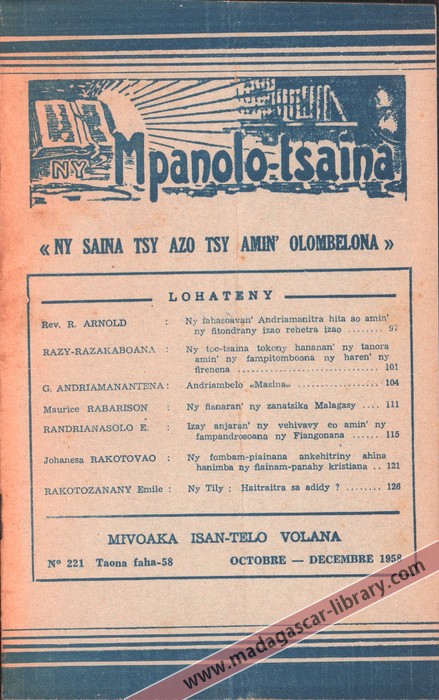 NY
Mpanolo-tsaina
« NY SAINA TSY AZO TSY AMIN' OLOMBELONA »
LOHATENY
Rev. R. ARNOLD : Ny fahasoavan' Andriamanitra hita ao amin'
ny fitondrany izao rehetra izao ........ 97
RAZY-RAZAKABOANA : Ny toe-tsaina tokony hananan' ny tanora
amin' ny fampitomboana ny haren' ny
firenena .................................. 101
G. ANDRIAMANANTENA : Andriambelo «Masina» .................. 104
Maurice RABARISON : Ny fianaran' ny zanatsika Malagasy .... 111
RANDRIANASOLO E. : Izay anjaran' ny vehivavy eo amin' ny
fampandrosoana ny Fiangonana ...... 115
Johanesa RAKOTOVAO : Ny fombam-piainana ankehitriny ahina
hanimba ny fiainam-panahy kristiana .. 121
RAKOTOZANANY Emile : Ny Tily : Haitraitra sa adidy ? ........ 126
MIVOAKA ISAN-TELO VOLANA
Nº 221 Taona faha-58 OCTOBRE — DECEMBRE 1958
www.madagascar-library.com